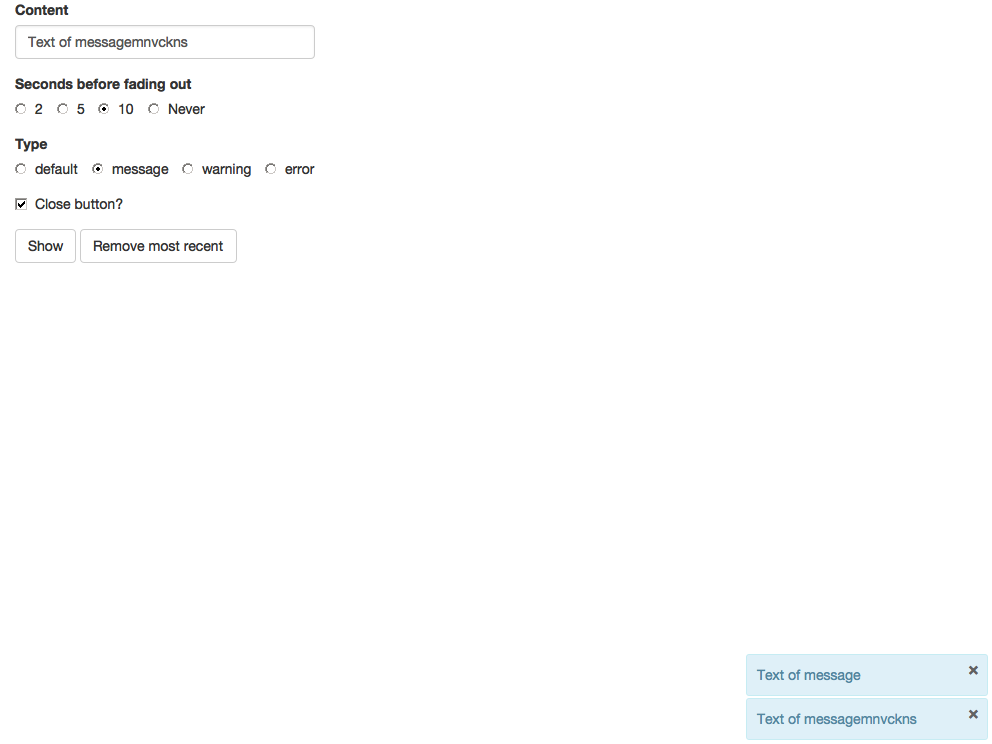 Content
Text of messagemnvckns
Seconds before fading out
2 5 10 Never
Type
default message warning error
Close button?
Show Remove most recent
Text of message ×
Text of messagemnvckns ×